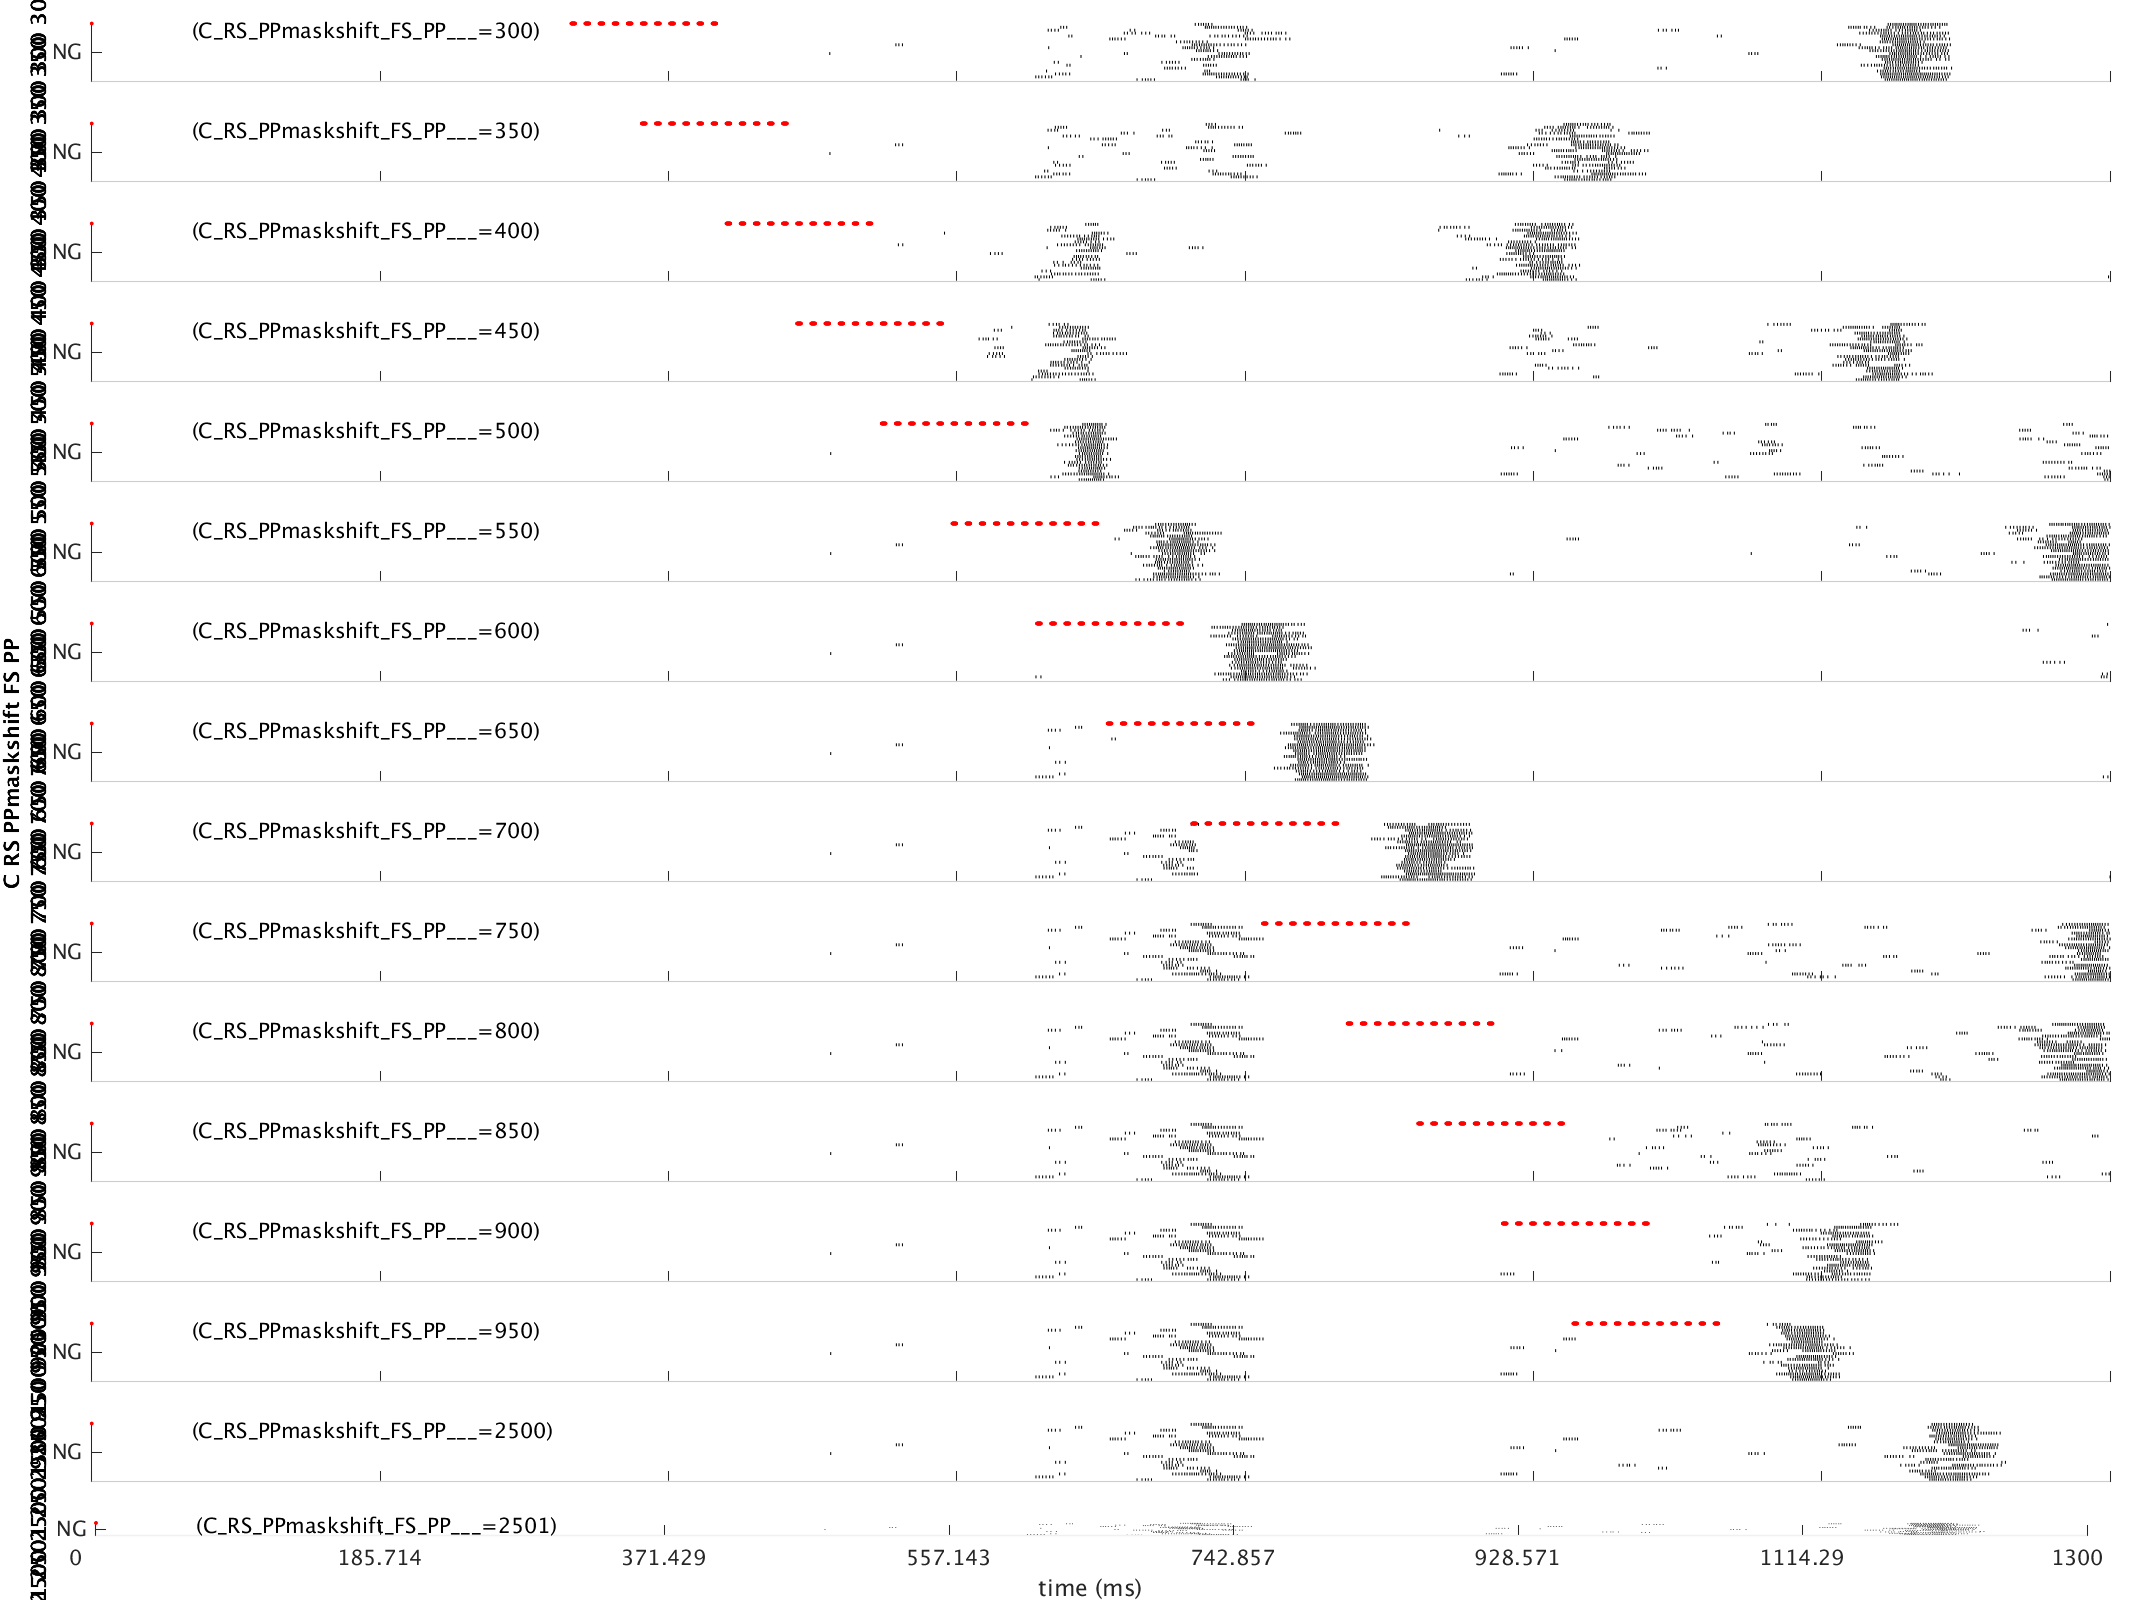 (C_RS_PPmaskshift_FS_PP___=300)
NG
(C_RS_PPmaskshift_FS_PP___=350)
NG
(C_RS_PPmaskshift_FS_PP___=400)
NG
(C_RS_PPmaskshift_FS_PP___=450)
NG
(C_RS_PPmaskshift_FS_PP___=500)
NG
(C_RS_PPmaskshift_FS_PP___=550)
NG
(C_RS_PPmaskshift_FS_PP___=600)
NG
(C_RS_PPmaskshift_FS_PP___=650)
NG
(C_RS_PPmaskshift_FS_PP___=700)
NG
(C_RS_PPmaskshift_FS_PP___=750)
NG
(C_RS_PPmaskshift_FS_PP___=800)
NG
(C_RS_PPmaskshift_FS_PP___=850)
NG
(C_RS_PPmaskshift_FS_PP___=900)
NG
(C_RS_PPmaskshift_FS_PP___=950)
NG
(C_RS_PPmaskshift_FS_PP___=2500)
NG
(C_RS_PPmaskshift_FS_PP___=2501)
NG
0 185.714 371.429 557.143 742.857 928.571 1114.29 1300
time (ms)
C RS PPmaskshift FS PP